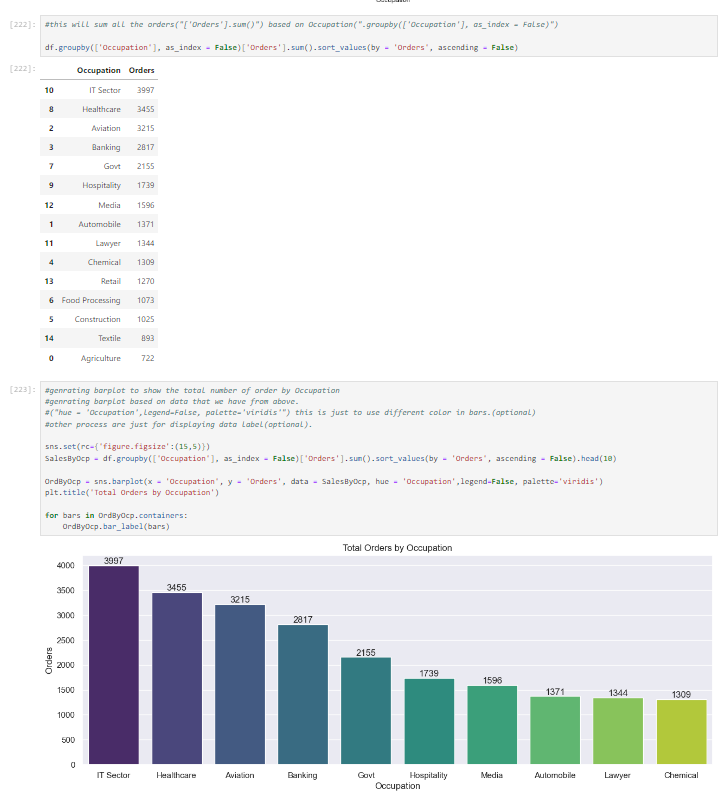 Occupation
[222]: #this will sum all the orders("['Orders'].sum()") based on Occupation(".groupby(['Occupation'], as_index = False)")
df.groupby(['Occupation'], as_index = False)['Orders'].sum().sort_values(by = 'Orders', ascending = False)
[222]:
Occupation Orders
10 IT Sector 3997
8 Healthcare 3455
2 Aviation 3215
3 Banking 2817
7 Govt 2155
9 Hospitality 1739
12 Media 1596
1 Automobile 1371
11 Lawyer 1344
4 Chemical 1309
13 Retail 1270
6 Food Processing 1073
5 Construction 1025
14 Textile 893
0 Agriculture 722
[223]: #genrating barplot to show the total number of order by Occupation
#genrating barplot based on data that we have from above.
#("hue = 'Occupation',legend=False, palette='viridis'") this is just to use different color in bars.(optional)
#other process are just for displaying data label(optional).
sns.set(rc={'figure.figsize':(15,5)})
SalesByOcp = df.groupby(['Occupation'], as_index = False)['Orders'].sum().sort_values(by = 'Orders', ascending = False).head(10)
OrdByOcp = sns.barplot(x = 'Occupation', y = 'Orders', data = SalesByOcp, hue = 'Occupation',legend=False, palette='viridis')
plt.title('Total Orders by Occupation')
for bars in OrdByOcp.containers:
OrdByOcp.bar_label(bars)
Total Orders by Occupation
Orders
4000
3500
3000
2500
2000
1500
1000
500
0
3997
3455
3215
2817
2155
1739
1596
1371
1344
1309
IT Sector Healthcare Aviation Banking Govt Hospitality Media Automobile Lawyer Chemical
Occupation